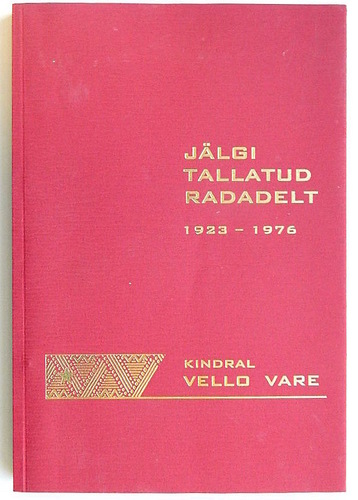 JÄLGI
TALLATUD
RADADELT
1923 – 1976
KINDRAL
VELLO VARE